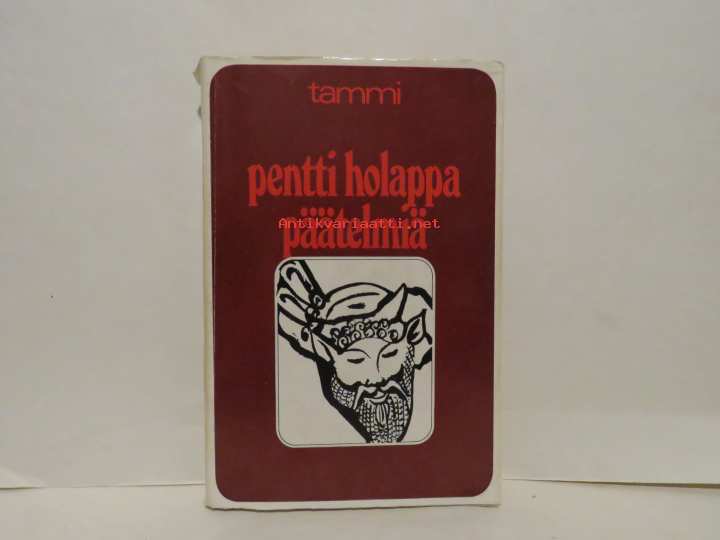 tammi
pentti holappa
Antikvariaatti.net
päätelmiä